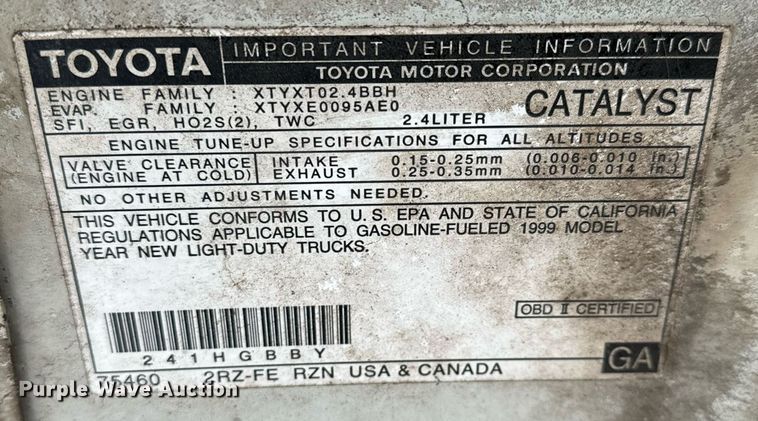 TOYOTA
IMPORTANT VEHICLE INFORMATION
TOYOTA MOTOR CORPORATION
ENGINE FAMILY : XTYXT02.4BBH
EVAP. FAMILY : XTYXE0095AE0
SFI, EGR, HO2S(2), TWC 2.4LITER
CATALYST
ENGINE TUNE-UP SPECIFICATIONS FOR ALL ALTITUDES
VALVE CLEARANCE INTAKE 0.15-0.25mm (0.006-0.010 in.)
(ENGINE AT COLD) EXHAUST 0.25-0.35mm (0.010-0.014 in.)
NO OTHER ADJUSTMENTS NEEDED.
THIS VEHICLE CONFORMS TO U.S. EPA AND STATE OF CALIFORNIA
REGULATIONS APPLICABLE TO GASOLINE-FUELED 1999 MODEL
YEAR NEW LIGHT-DUTY TRUCKS.
OBD II CERTIFIED
241HGBBY
GA
2RZ-FE RZN USA & CANADA
Purple Wave Auction